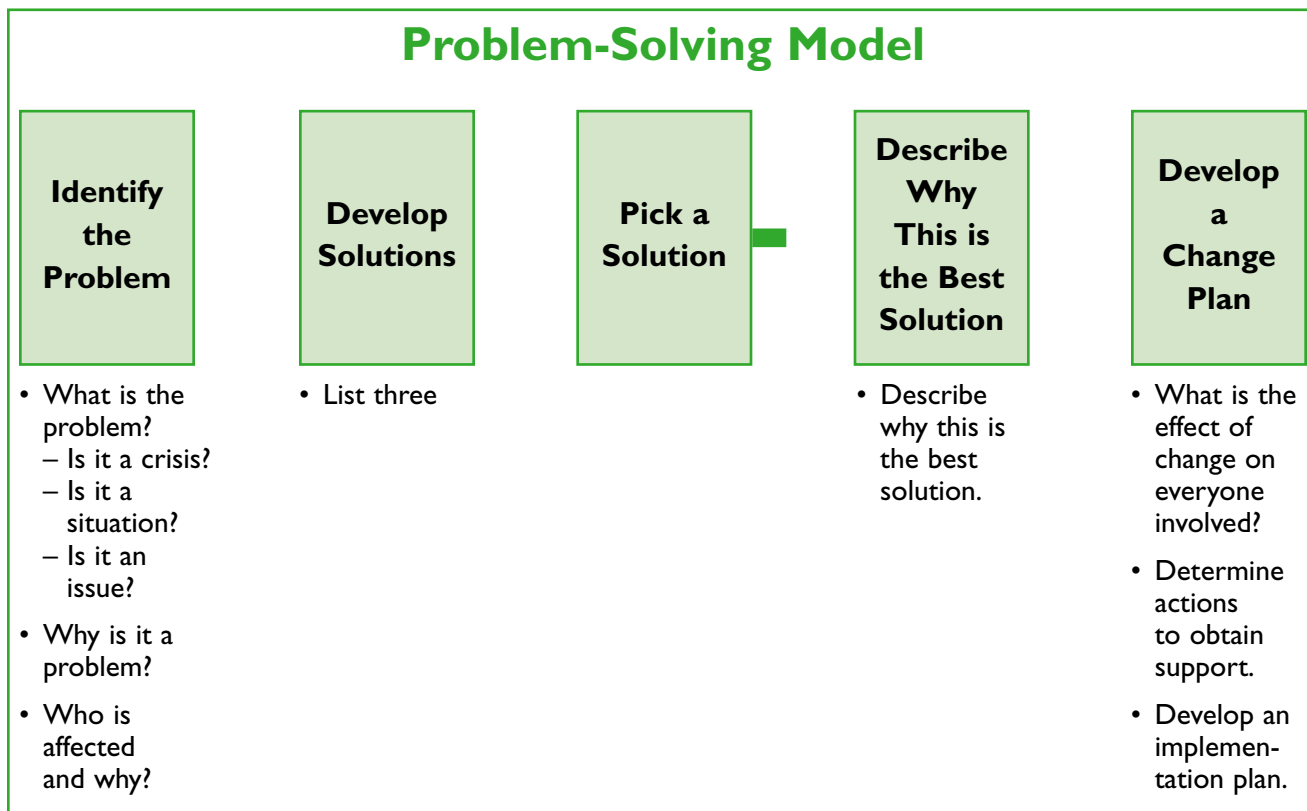 Problem-Solving Model
Identify
the
Problem
• What is the
problem?
– Is it a crisis?
– Is it a
situation?
– Is it an
issue?
• Why is it a
problem?
• Who is
affected
and why?
Develop
Solutions
• List three
Pick a
Solution
Describe
Why
This is
the Best
Solution
• Describe
why this is
the best
solution.
Develop
a
Change
Plan
• What is the
effect of
change on
everyone
involved?
• Determine
actions
to obtain
support.
• Develop an
implemen-
tation plan.